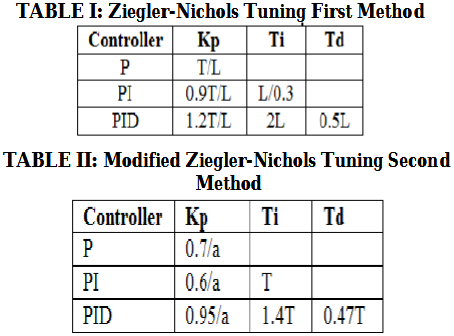 TABLE I: Ziegler-Nichols Tuning First Method
Controller Kp Ti Td
P T/L
PI 0.9T/L L/0.3
PID 1.2T/L 2L 0.5L
TABLE II: Modified Ziegler-Nichols Tuning Second
Method
Controller Kp Ti Td
P 0.7/a
PI 0.6/a T
PID 0.95/a 1.4T 0.47T